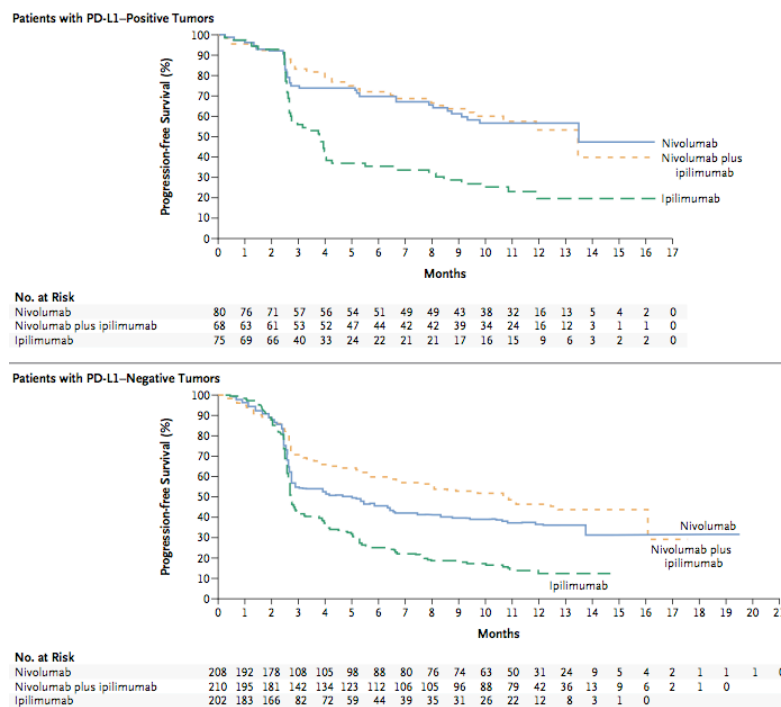 Patients with PD-L1–Positive Tumors
Progression-free Survival (%)
100
90
80
70
60
50
40
30
20
10
0
Nivolumab
Nivolumab plus
ipilimumab
Ipilimumab
0 1 2 3 4 5 6 7 8 9 10 11 12 13 14 15 16 17
Months
No. at Risk
Nivolumab 80 76 71 57 56 54 51 49 49 43 38 32 16 13 5 4 2 0
Nivolumab plus ipilimumab 68 63 61 53 52 47 44 42 42 39 34 24 16 12 3 1 1 0
Ipilimumab 75 69 66 40 33 24 22 21 21 17 16 15 9 6 3 2 2 0
Patients with PD-L1–Negative Tumors
Progression-free Survival (%)
100
90
80
70
60
50
40
30
20
10
0
Nivolumab
Nivolumab plus
ipilimumab
Ipilimumab
0 1 2 3 4 5 6 7 8 9 10 11 12 13 14 15 16 17 18 19 20 21
Months
No. at Risk
Nivolumab 208 192 178 108 105 98 88 80 76 74 63 50 31 24 9 5 4 2 1 1 1 0
Nivolumab plus ipilimumab 210 195 181 142 134 123 112 106 105 96 88 79 42 36 13 9 6 2 1 0
Ipilimumab 202 183 166 82 72 59 44 39 35 31 26 22 12 8 3 1 0